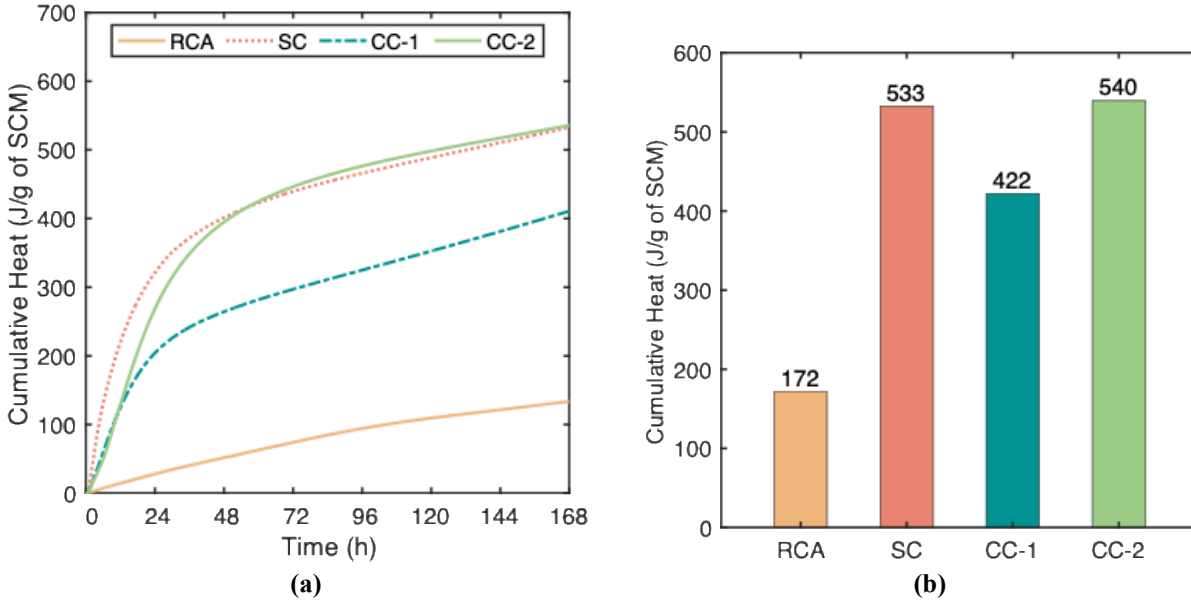 700
600
500
400
300
200
100
0
RCA SC CC-1 CC-2
Cumulative Heat (J/g of SCM)
0 24 48 72 96 120 144 168
Time (h)
(a)
600
500
400
300
200
100
0
Cumulative Heat (J/g of SCM)
172
533
422
540
RCA SC CC-1 CC-2
(b)